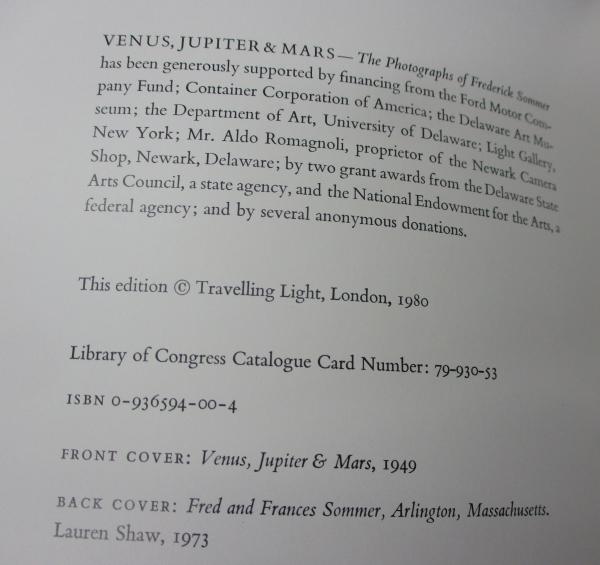 VENUS, JUPITER & MARS — The Photographs of Frederick Sommer
has been generously supported by financing from the Ford Motor Com-
pany Fund; Container Corporation of America; the Delaware Art Mu-
seum; the Department of Art, University of Delaware; Light Gallery,
New York; Mr. Aldo Romagnoli, proprietor of the Newark Camera
Shop, Newark, Delaware; by two grant awards from the Delaware State
Arts Council, a state agency, and the National Endowment for the Arts, a
federal agency; and by several anonymous donations.
This edition © Travelling Light, London, 1980
Library of Congress Catalogue Card Number: 79-930-53
ISBN 0-936594-00-4
FRONT COVER: Venus, Jupiter & Mars, 1949
BACK COVER: Fred and Frances Sommer, Arlington, Massachusetts.
Lauren Shaw, 1973